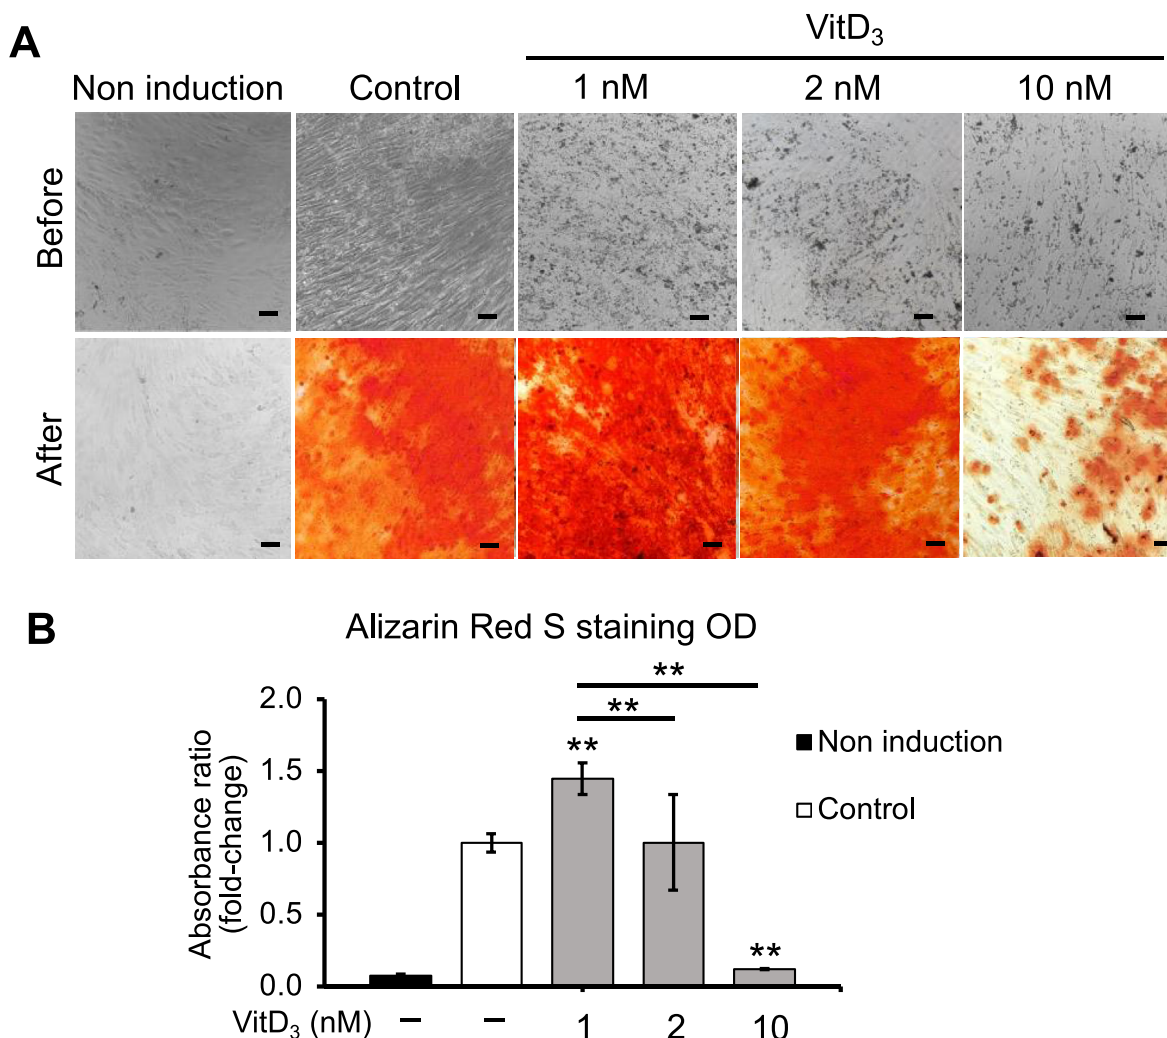 A
VitD₃
Non induction Control 1 nM 2 nM 10 nM
Before
After
B
Alizarin Red S staining OD
**
**
**
**
Absorbance ratio
(fold-change)
2.0
1.5
1.0
0.5
0.0
Non induction
Control
VitD₃ (nM) – – 1 2 10